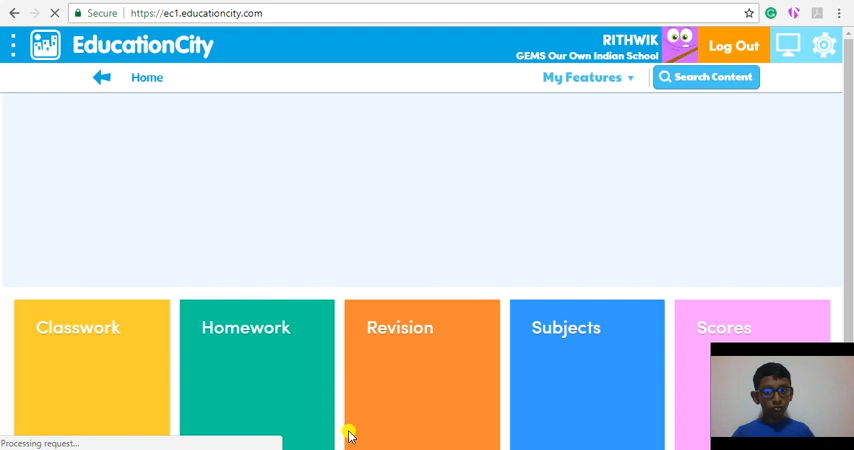 Secure https://ec1.educationcity.com
EducationCity
RITHWIK
GEMS Our Own Indian School
Log Out
Home
My Features
Search Content
Classwork
Homework
Revision
Subjects
Scores
Processing request...